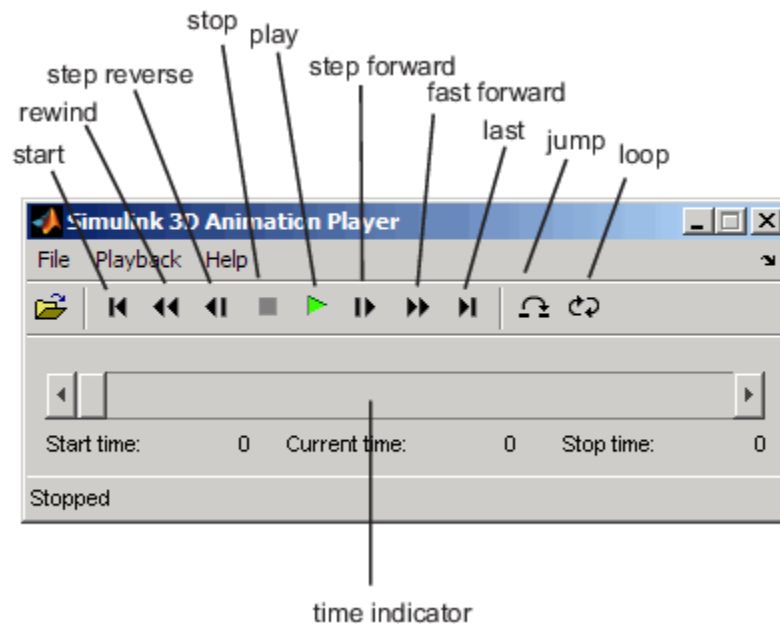 stop
play
step reverse
step forward
rewind
fast forward
start
last
jump
loop
Simulink 3D Animation Player
File Playback Help
Start time: 0 Current time: 0 Stop time: 0
Stopped
time indicator